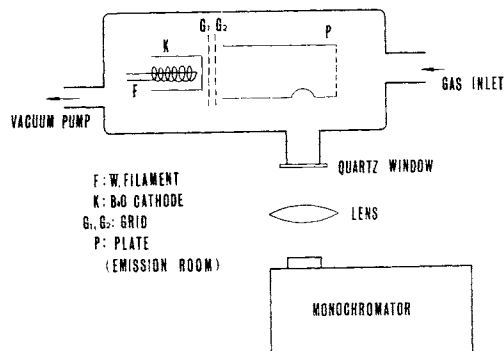 G₁ G₂
K
P
F
GAS INLET
VACUUM PUMP
QUARTZ WINDOW
F: W. FILAMENT
K: BaO CATHODE
G₁, G₂: GRID
P: PLATE
(EMISSION ROOM)
LENS
MONOCHROMATOR